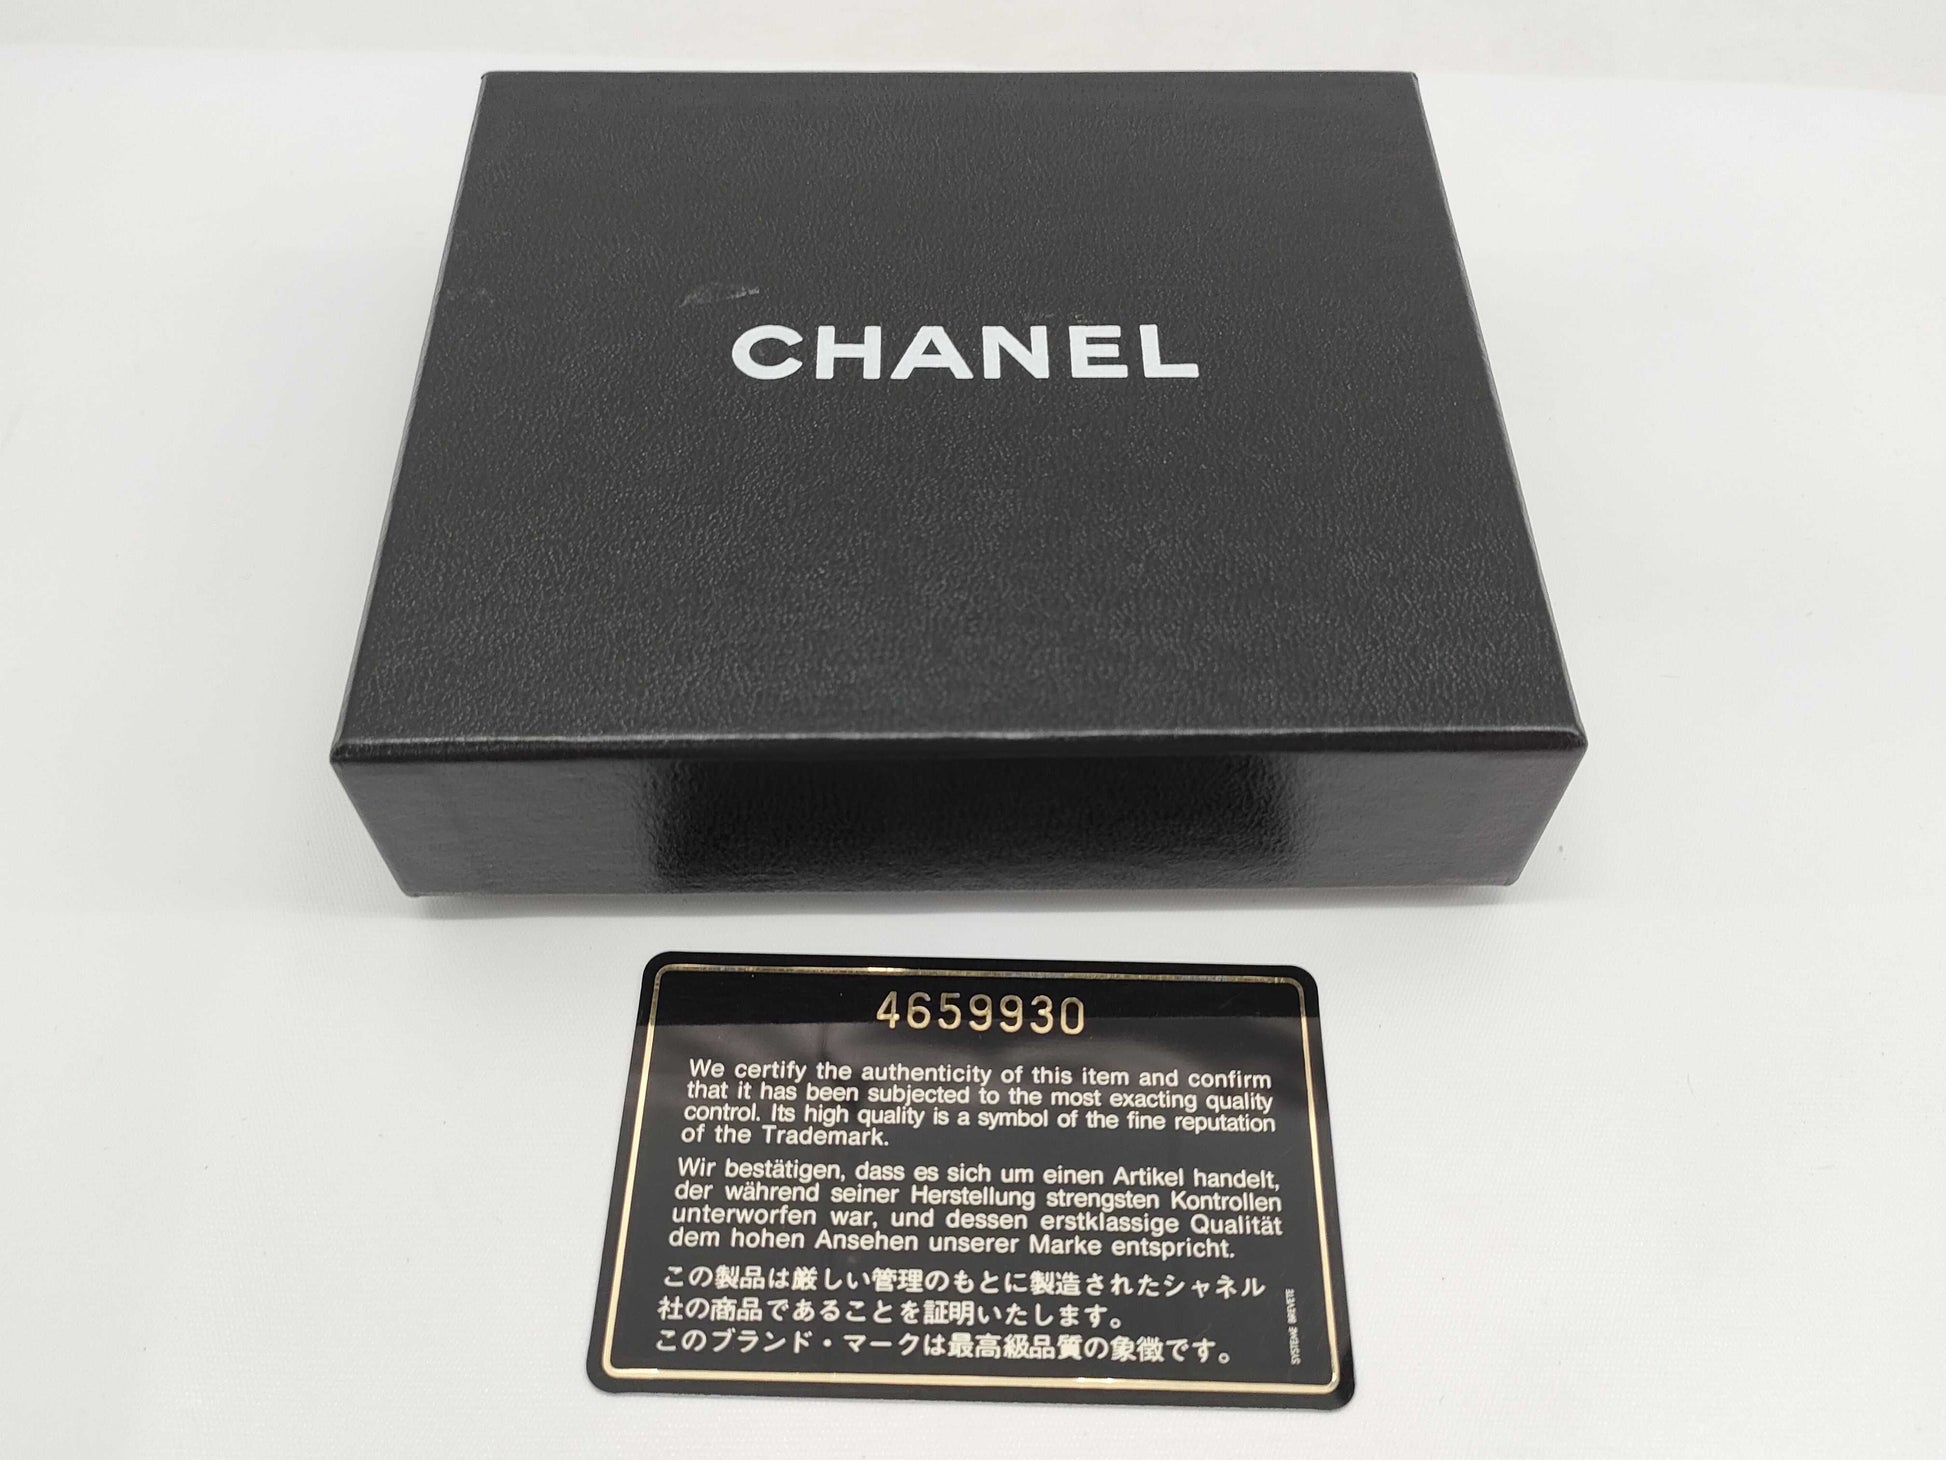 CHANEL
4659930
We certify the authenticity of this item and confirm
that it has been subjected to the most exacting quality
control. Its high quality is a symbol of the fine reputation
of the Trademark.
Wir bestätigen, dass es sich um einen Artikel handelt,
der während seiner Herstellung strengsten Kontrollen
unterworfen war, und dessen erstklassige Qualität
dem hohen Ansehen unserer Marke entspricht.
この製品は厳しい管理のもとに製造されたシャネル
社の商品であることを証明いたします。
このブランド・マークは最高級品質の象徴です。
SYSTEME BREVETE